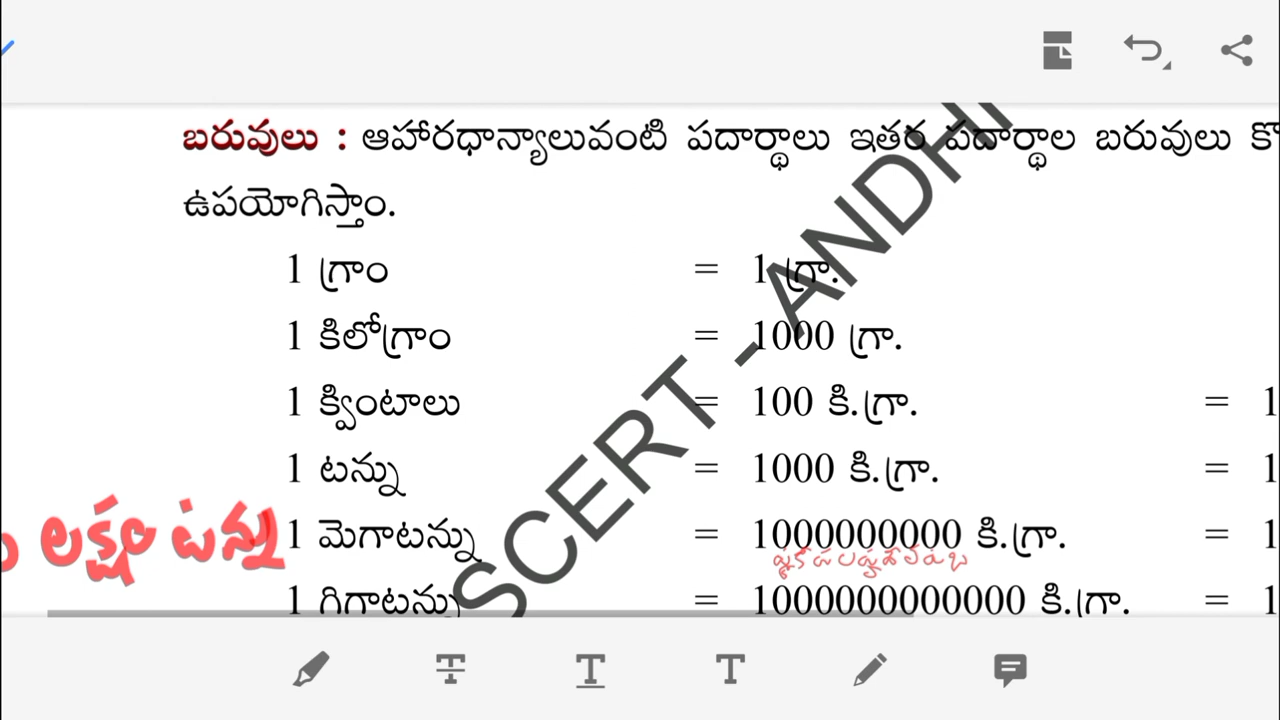 బరువులు : ఆహారధాన్యాలువంటి పదార్థాలు ఇతర పదార్థాల బరువులు కొ
ఉపయోగిస్తాం.
1 గ్రాం = 1 గ్రా.
1 కిలోగ్రాం = 1000 గ్రా.
1 క్వింటాలు = 100 కి.గ్రా. = 1
1 టన్ను = 1000 కి.గ్రా. = 1
లక్షం టన్ను
1 మెగాటన్ను = 1000000000 కి.గ్రా. = 1
1 గిగాటన్ను = 1000000000000 కి.గ్రా. = 1
SCERT - ANDH